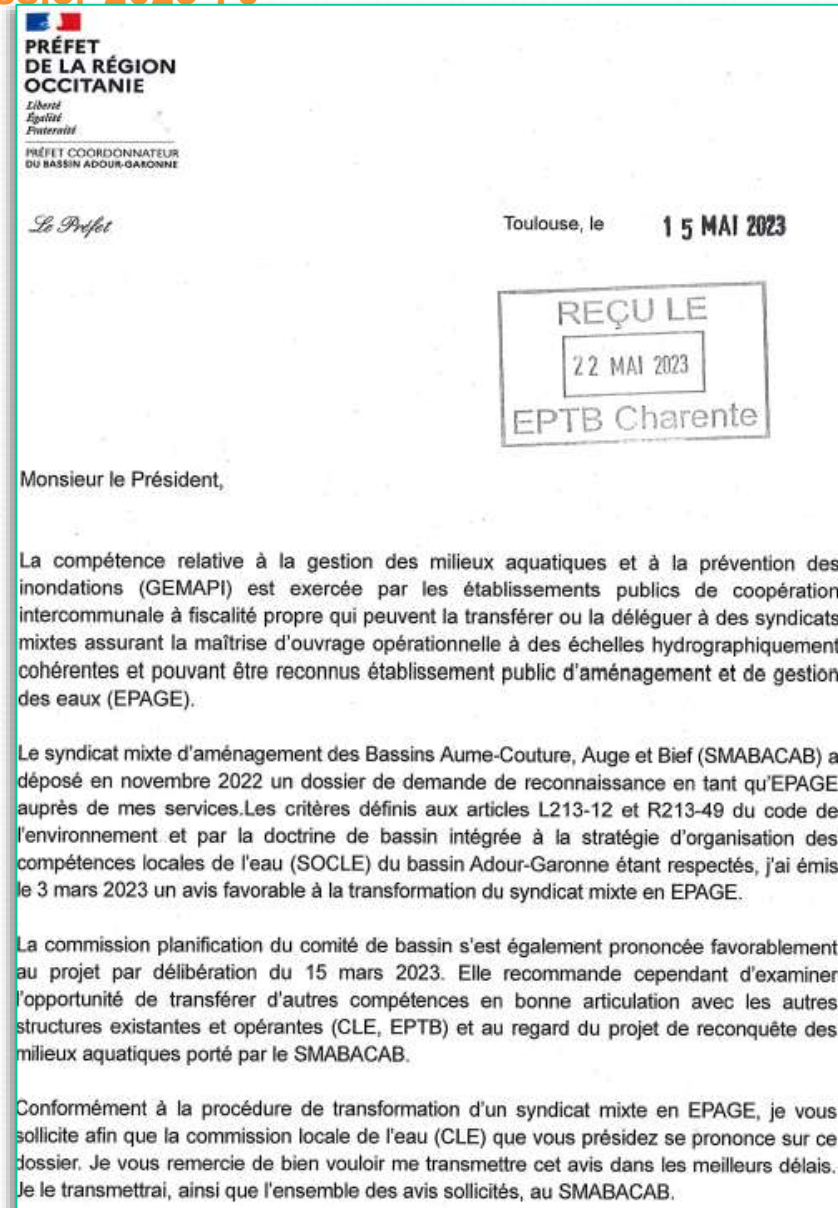 PRÉFET
DE LA RÉGION
OCCITANIE
Liberté
Égalité
Fraternité
PRÉFET COORDONNATEUR
DU BASSIN ADOUR-GARONNE
Le Préfet
Toulouse, le 15 MAI 2023
REÇU LE
22 MAI 2023
EPTB Charente
Monsieur le Président,
La compétence relative à la gestion des milieux aquatiques et à la prévention des
inondations (GEMAPI) est exercée par les établissements publics de coopération
intercommunale à fiscalité propre qui peuvent la transférer ou la déléguer à des syndicats
mixtes assurant la maîtrise d'ouvrage opérationnelle à des échelles hydrographiquement
cohérentes et pouvant être reconnus établissement public d'aménagement et de gestion
des eaux (EPAGE).
Le syndicat mixte d'aménagement des Bassins Aume-Couture, Auge et Bief (SMABACAB) a
déposé en novembre 2022 un dossier de demande de reconnaissance en tant qu'EPAGE
auprès de mes services.Les critères définis aux articles L213-12 et R213-49 du code de
l'environnement et par la doctrine de bassin intégrée à la stratégie d'organisation des
compétences locales de l'eau (SOCLE) du bassin Adour-Garonne étant respectés, j'ai émis
le 3 mars 2023 un avis favorable à la transformation du syndicat mixte en EPAGE.
La commission planification du comité de bassin s'est également prononcée favorablement
au projet par délibération du 15 mars 2023. Elle recommande cependant d'examiner
l'opportunité de transférer d'autres compétences en bonne articulation avec les autres
structures existantes et opérantes (CLE, EPTB) et au regard du projet de reconquête des
milieux aquatiques porté par le SMABACAB.
Conformément à la procédure de transformation d'un syndicat mixte en EPAGE, je vous
sollicite afin que la commission locale de l'eau (CLE) que vous présidez se prononce sur ce
dossier. Je vous remercie de bien vouloir me transmettre cet avis dans les meilleurs délais.
Je le transmettrai, ainsi que l'ensemble des avis sollicités, au SMABACAB.